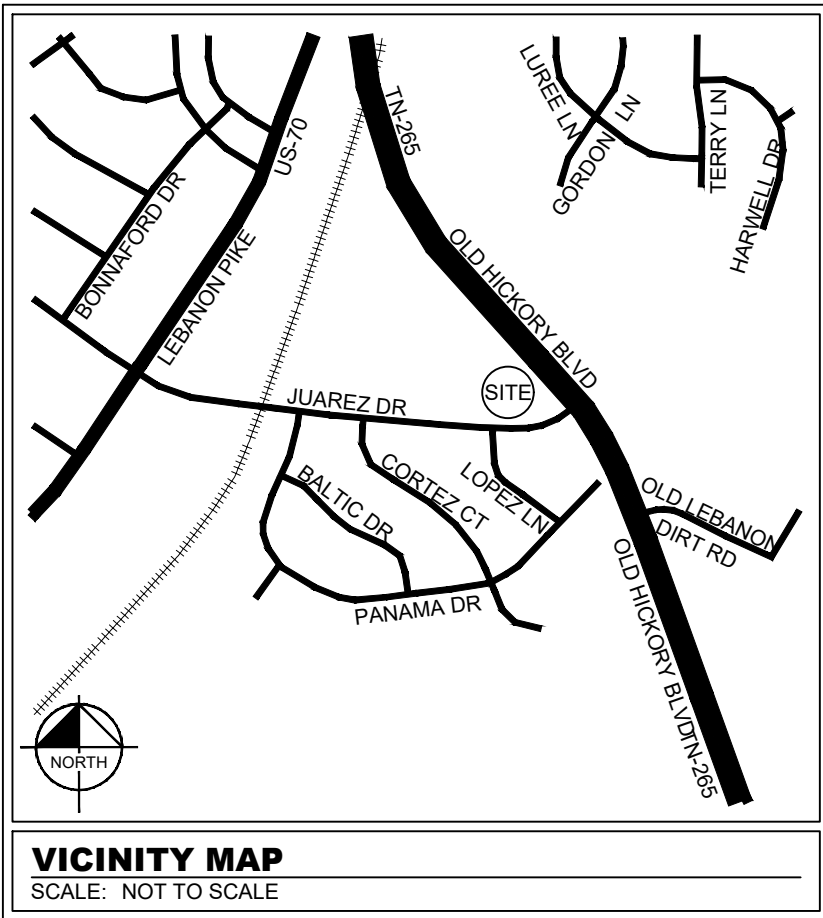 US-70
TN-265
LUREE LN
GORDON LN
TERRY LN
HARWELL DR
BONNAFORD DR
LEBANON PIKE
OLD HICKORY BLVD
JUAREZ DR
SITE
BALTIC DR
CORTEZ CT
LOPEZ LN
OLD LEBANON
DIRT RD
PANAMA DR
OLD HICKORY BLVD
TN-265
NORTH
VICINITY MAP
SCALE: NOT TO SCALE